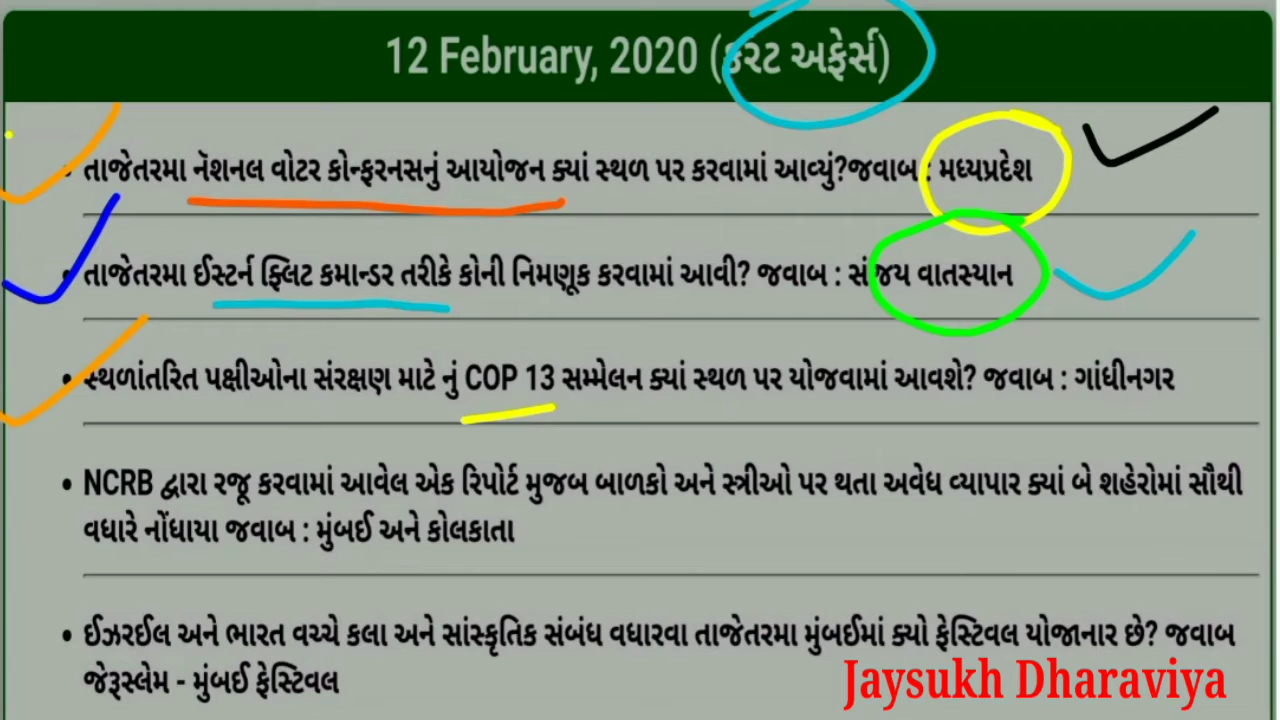 12 February, 2020 (કરંટ અફેર્સ)
તાજેતરમા નૅશનલ વોટર કોન્ફરનસનું આયોજન ક્યાં સ્થળ પર કરવામાં આવ્યું?જવાબ : મધ્યપ્રદેશ
તાજેતરમા ઈસ્ટર્ન ફ્લિટ કમાન્ડર તરીકે કોની નિમણૂક કરવામાં આવી? જવાબ : સંજય વાતસ્યાન
સ્થળાંતરિત પક્ષીઓના સંરક્ષણ માટે નું COP 13 સમ્મેલન ક્યાં સ્થળ પર યોજવામાં આવશે? જવાબ : ગાંધીનગર
NCRB દ્વારા રજૂ કરવામાં આવેલ એક રિપોર્ટ મુજબ બાળકો અને સ્ત્રીઓ પર થતા અવેધ વ્યાપાર ક્યાં બે શહેરોમાં સૌથી
વધારે નોંધાયા જવાબ : મુંબઈ અને કોલકાતા
ઈઝરઈલ અને ભારત વચ્ચે કલા અને સાંસ્કૃતિક સંબંધ વધારવા તાજેતરમા મુંબઈમાં ક્યો ફેસ્ટિવલ યોજાનાર છે? જવાબ
જેરૂસ્લેમ - મુંબઈ ફેસ્ટિવલ
Jaysukh Dharaviya